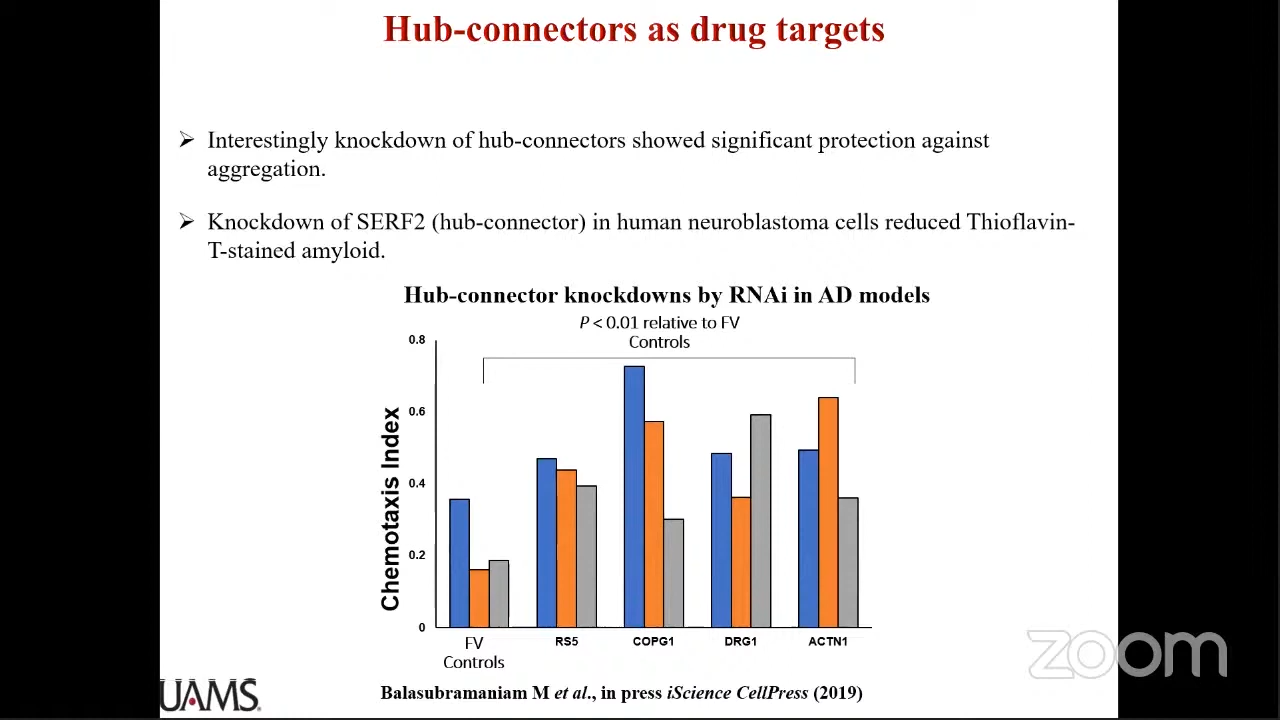 Hub-connectors as drug targets
➢ Interestingly knockdown of hub-connectors showed significant protection against
aggregation.
➢ Knockdown of SERF2 (hub-connector) in human neuroblastoma cells reduced Thioflavin-
T-stained amyloid.
Hub-connector knockdowns by RNAi in AD models
P < 0.01 relative to FV
Controls
Chemotaxis Index
0.8
0.6
0.4
0.2
0
FV
Controls
RS5
COPG1
DRG1
ACTN1
zoom
UAMS.
Balasubramaniam M et al., in press iScience CellPress (2019)